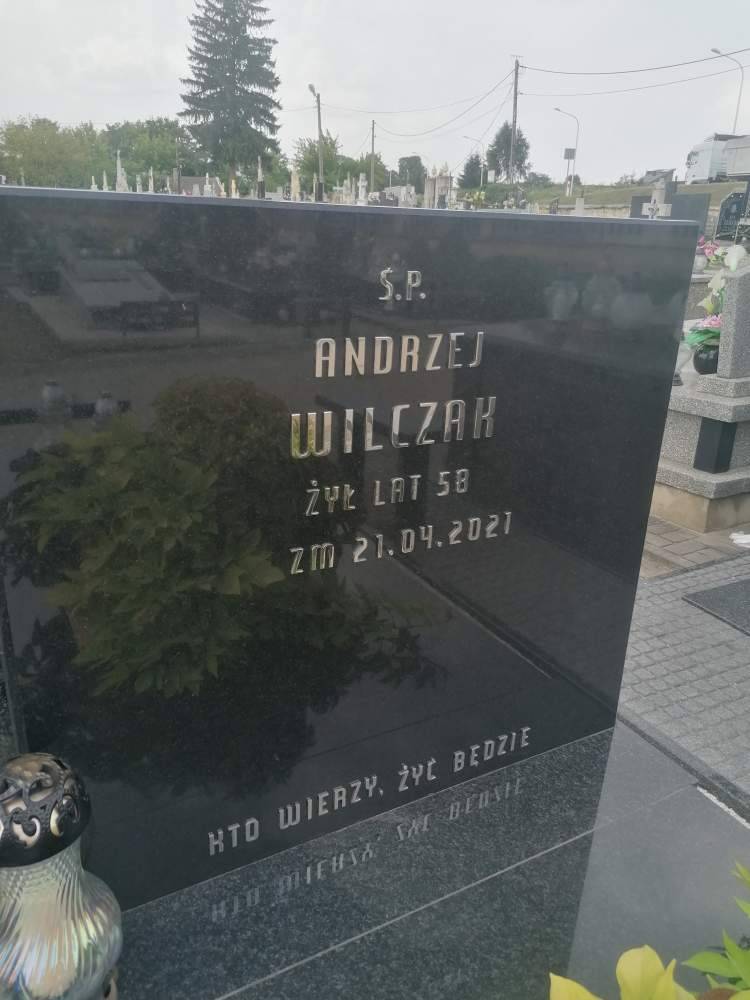 Ś.P.
ANDRZEJ
WILCZAK
ŻYŁ LAT 58
ZM 21.04.2021
KTO WIERZY, ŻYĆ BĘDZIE